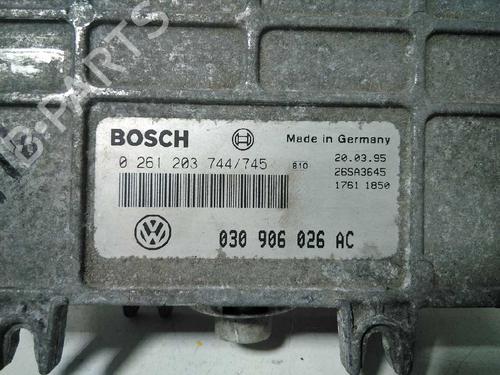 BOSCH
Made in Germany
0 261 203 744/745 810
20.03.95
26SA3645
1761 1850
030 906 026 AC
B-PARTS